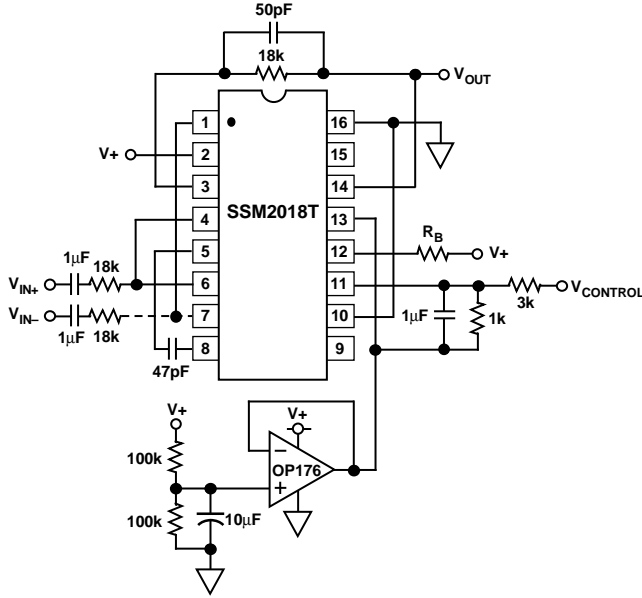 50pF
18k
V OUT
1
2
3
4
5
6
7
8
16
15
14
13
12
11
10
9
SSM2018T
V+
1μF
18k
VIN+
VIN–
1μF
18k
47pF
RB
V+
3k
VCONTROL
1μF
1k
V+
100k
100k
10μF
V+
–
OP176
+